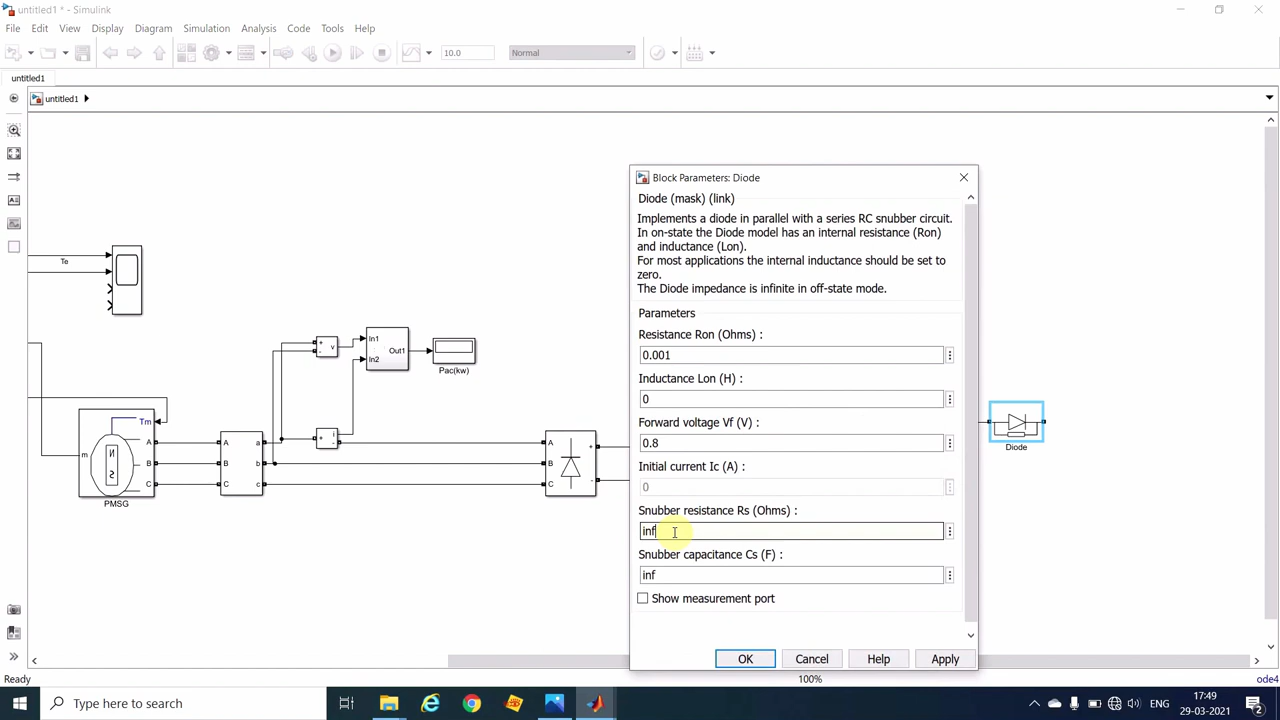 untitled1 * - Simulink
File Edit View Display Diagram Simulation Analysis Code Tools Help
10.0
Normal
untitled1
untitled1
Te
In1
In2
Out1
Pac(kw)
+
-
v
+
-
i
Tm
m
N
S
A
B
C
PMSG
A
B
C
a
b
c
A
B
C
+
-
Block Parameters: Diode
Diode (mask) (link)
Implements a diode in parallel with a series RC snubber circuit.
In on-state the Diode model has an internal resistance (Ron)
and inductance (Lon).
For most applications the internal inductance should be set to
zero.
The Diode impedance is infinite in off-state mode.
Parameters
Resistance Ron (Ohms) :
0.001
Inductance Lon (H) :
0
Forward voltage Vf (V) :
0.8
Initial current Ic (A) :
0
Snubber resistance Rs (Ohms) :
inf
Snubber capacitance Cs (F) :
inf
Show measurement port
OK Cancel Help Apply
Diode
Ready
100%
ode4
Type here to search
ENG
17:49
29-03-2021
2